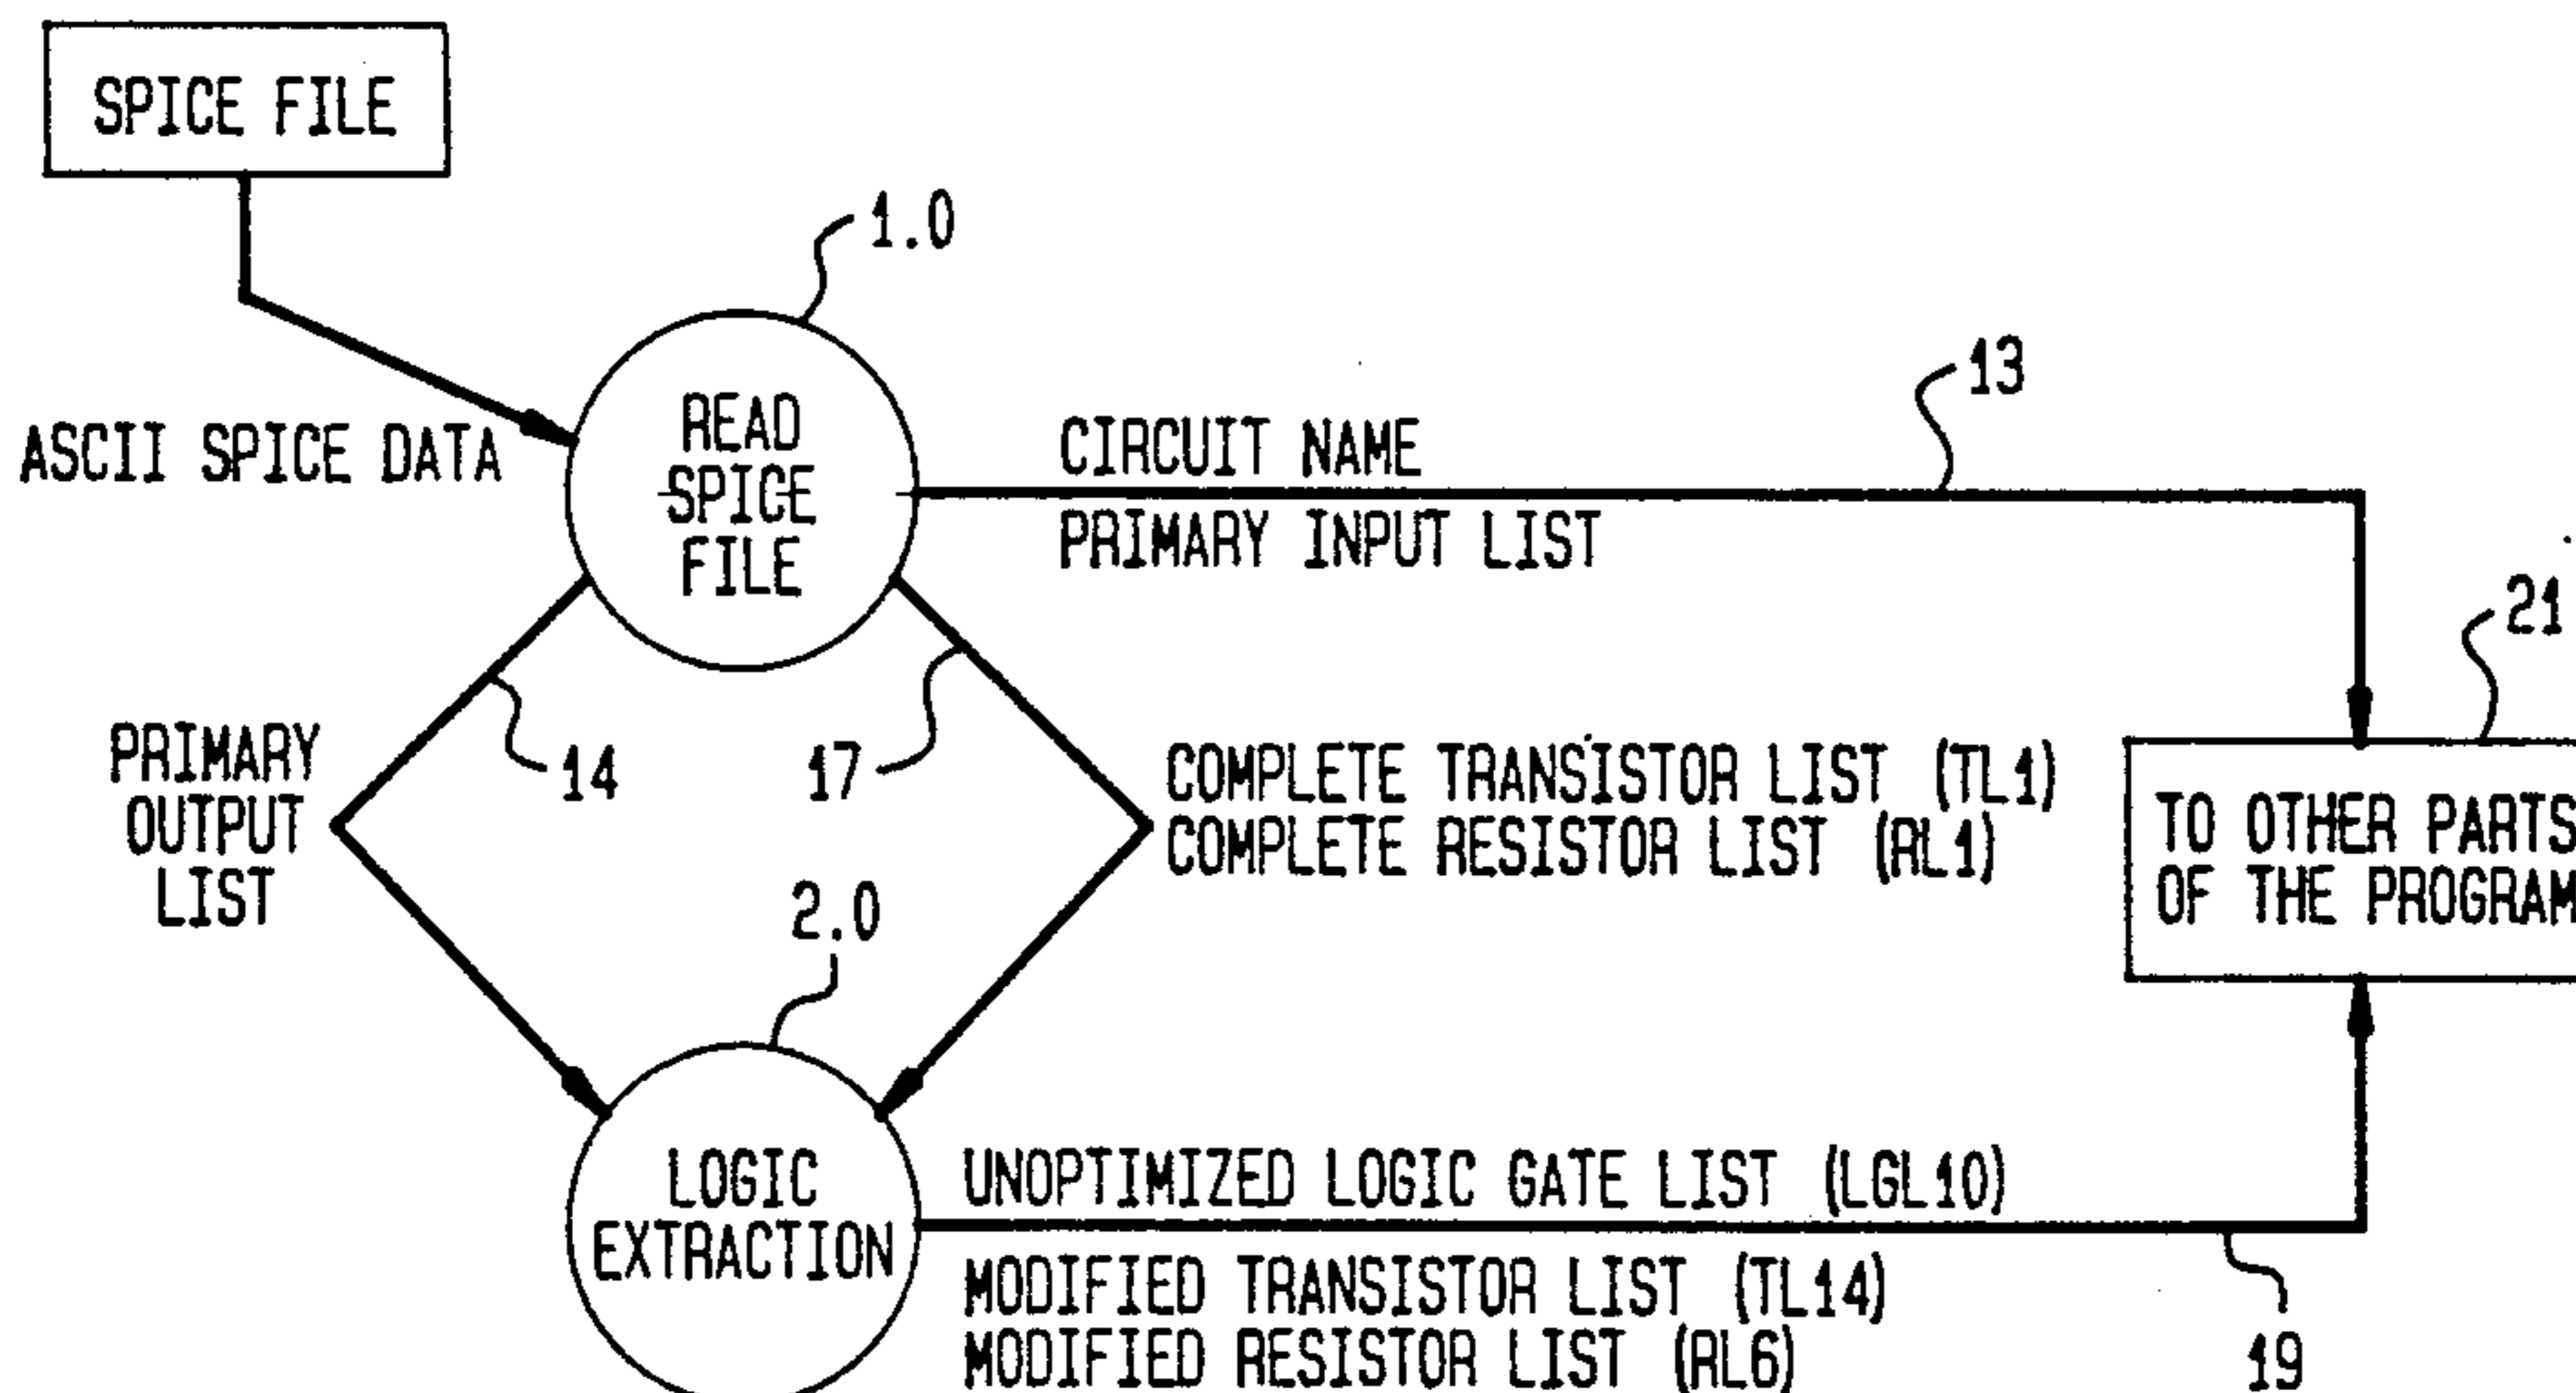 SPICE FILE
1.0
ASCII SPICE DATA
READ
SPICE
FILE
CIRCUIT NAME
PRIMARY INPUT LIST
13
21
PRIMARY
OUTPUT
LIST
14
17
COMPLETE TRANSISTOR LIST (TL1)
COMPLETE RESISTOR LIST (RL1)
TO OTHER PARTS
OF THE PROGRAM
2.0
LOGIC
EXTRACTION
UNOPTIMIZED LOGIC GATE LIST (LGL10)
MODIFIED TRANSISTOR LIST (TL14)
MODIFIED RESISTOR LIST (RL6)
19